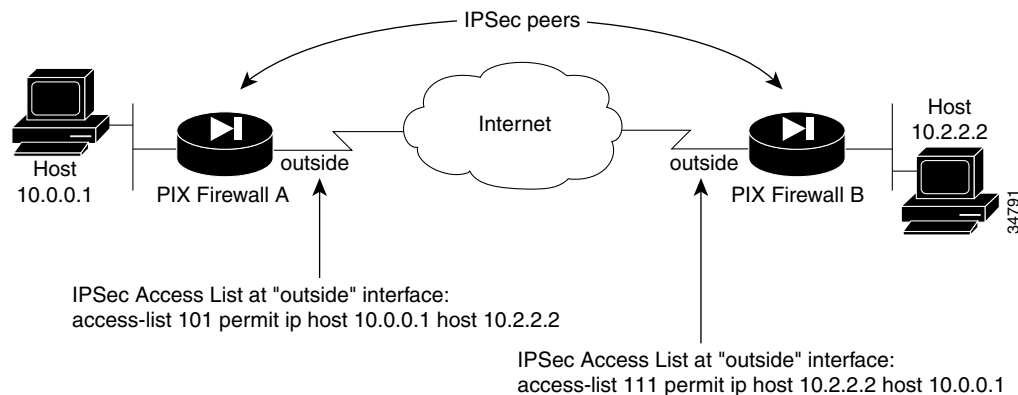 IPSec peers
Host
10.0.0.1
PIX Firewall A
outside
Internet
outside
PIX Firewall B
Host
10.2.2.2
34791
IPSec Access List at "outside" interface:
access-list 101 permit ip host 10.0.0.1 host 10.2.2.2
IPSec Access List at "outside" interface:
access-list 111 permit ip host 10.2.2.2 host 10.0.0.1